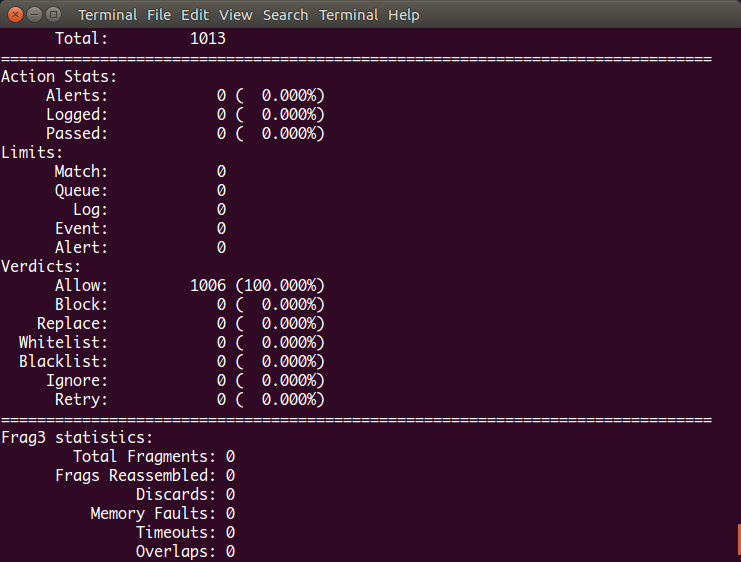 Terminal File Edit View Search Terminal Help
Total: 1013
===============================================================================
Action Stats:
Alerts: 0 ( 0.000%)
Logged: 0 ( 0.000%)
Passed: 0 ( 0.000%)
Limits:
Match: 0
Queue: 0
Log: 0
Event: 0
Alert: 0
Verdicts:
Allow: 1006 (100.000%)
Block: 0 ( 0.000%)
Replace: 0 ( 0.000%)
Whitelist: 0 ( 0.000%)
Blacklist: 0 ( 0.000%)
Ignore: 0 ( 0.000%)
Retry: 0 ( 0.000%)
===============================================================================
Frag3 statistics:
Total Fragments: 0
Frags Reassembled: 0
Discards: 0
Memory Faults: 0
Timeouts: 0
Overlaps: 0